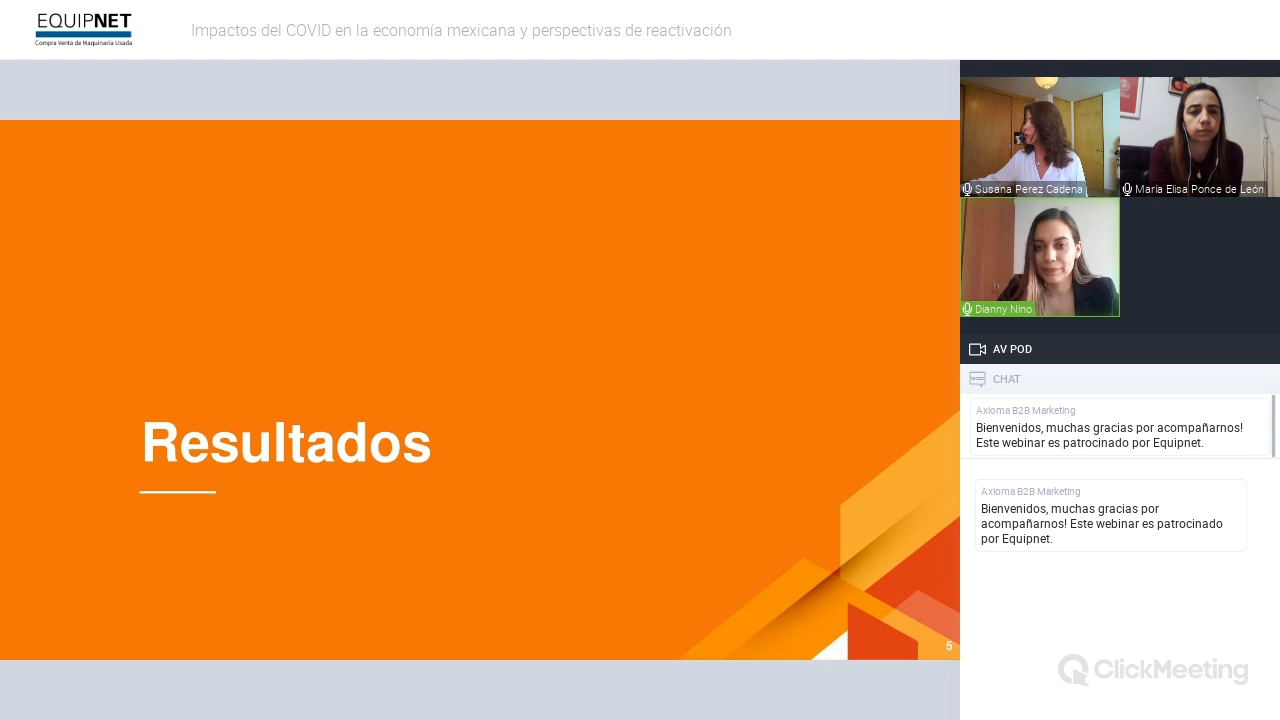 EQUIPNET
Compra Venta de Maquinaria Usada
Impactos del COVID en la economía mexicana y perspectivas de reactivación
Resultados
5
Susana Perez Cadena
María Elisa Ponce de León
Dianny Nino
AV POD
CHAT
Axioma B2B Marketing
Bienvenidos, muchas gracias por acompañarnos!
Este webinar es patrocinado por Equipnet.
Axioma B2B Marketing
Bienvenidos, muchas gracias por
acompañarnos! Este webinar es patrocinado
por Equipnet.
ClickMeeting